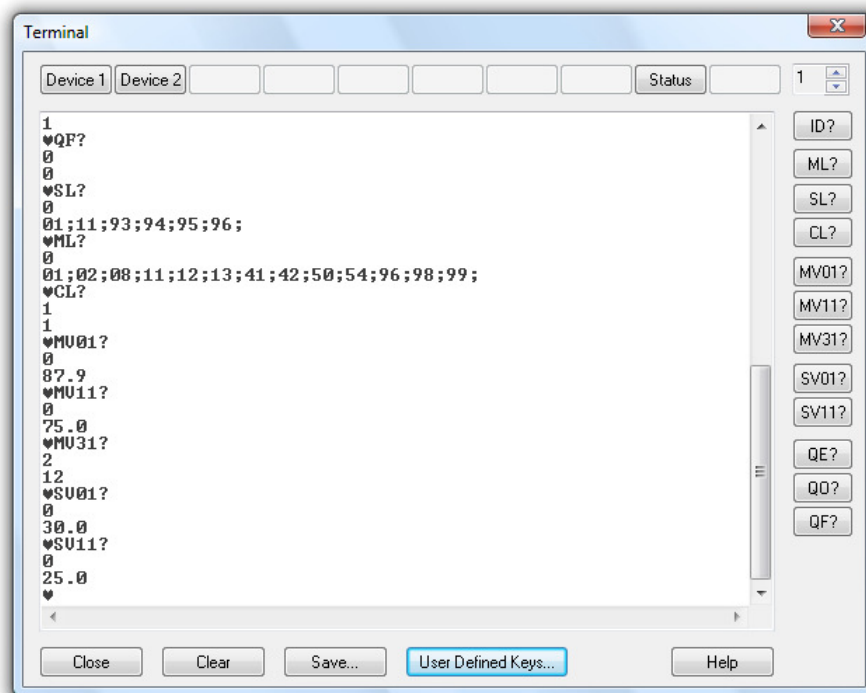 Terminal
Device 1 Device 2 Status 1
1
♥QF?
0
0
♥SL?
0
01;11;93;94;95;96;
♥ML?
0
01;02;08;11;12;13;41;42;50;54;96;98;99;
♥CL?
1
1
♥MV01?
0
87.9
♥MV11?
0
75.0
♥MV31?
2
12
♥SV01?
0
30.0
♥SV11?
0
25.0
♥
ID?
ML?
SL?
CL?
MV01?
MV11?
MV31?
SV01?
SV11?
QE?
QO?
QF?
Close Clear Save... User Defined Keys... Help